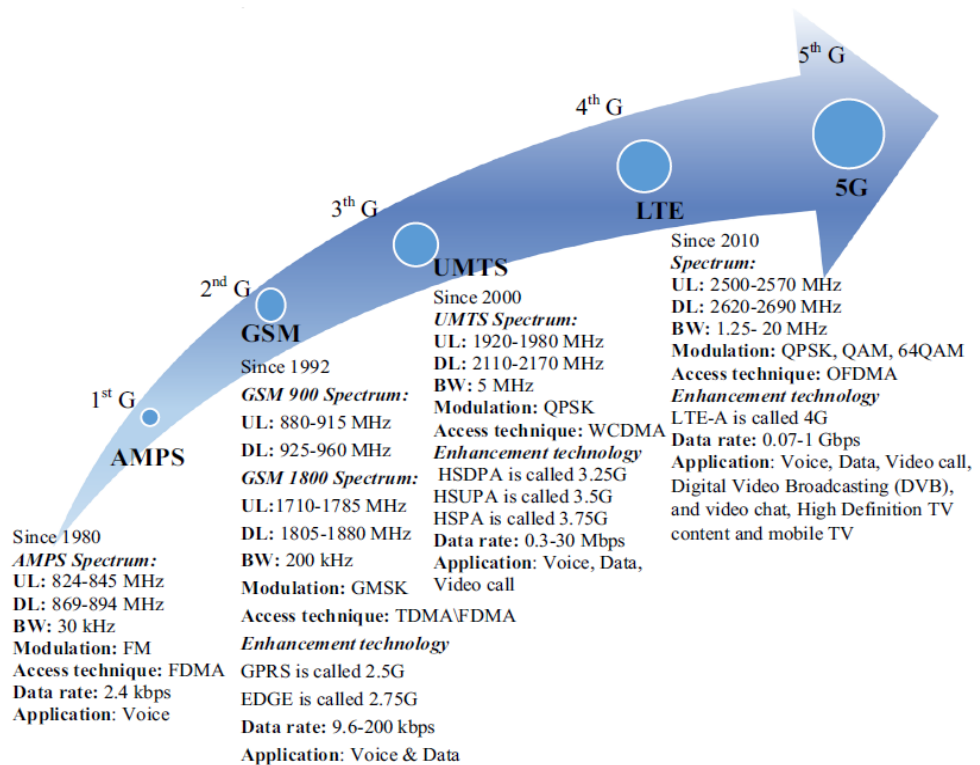 1st G
AMPS
Since 1980
AMPS Spectrum:
UL: 824-845 MHz
DL: 869-894 MHz
BW: 30 kHz
Modulation: FM
Access technique: FDMA
Data rate: 2.4 kbps
Application: Voice
2nd G
GSM
Since 1992
GSM 900 Spectrum:
UL: 880-915 MHz
DL: 925-960 MHz
GSM 1800 Spectrum:
UL:1710-1785 MHz
DL: 1805-1880 MHz
BW: 200 kHz
Modulation: GMSK
Access technique: TDMA\FDMA
Enhancement technology
GPRS is called 2.5G
EDGE is called 2.75G
Data rate: 9.6-200 kbps
Application: Voice & Data
3th G
UMTS
Since 2000
UMTS Spectrum:
UL: 1920-1980 MHz
DL: 2110-2170 MHz
BW: 5 MHz
Modulation: QPSK
Access technique: WCDMA
Enhancement technology
HSDPA is called 3.25G
HSUPA is called 3.5G
HSPA is called 3.75G
Data rate: 0.3-30 Mbps
Application: Voice, Data,
Video call
4th G
LTE
Since 2010
Spectrum:
UL: 2500-2570 MHz
DL: 2620-2690 MHz
BW: 1.25- 20 MHz
Modulation: QPSK, QAM, 64QAM
Access technique: OFDMA
Enhancement technology
LTE-A is called 4G
Data rate: 0.07-1 Gbps
Application: Voice, Data, Video call,
Digital Video Broadcasting (DVB),
and video chat, High Definition TV
content and mobile TV
5th G
5G